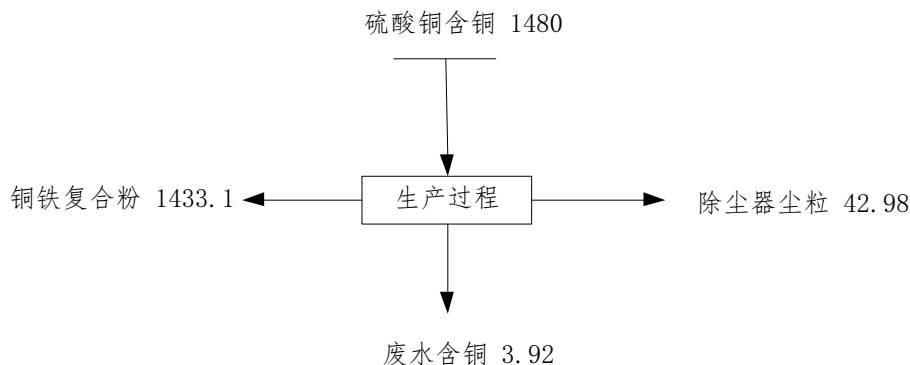 硫酸铜含铜 1480
铜铁复合粉 1433.1
生产过程
除尘器尘粒 42.98
废水含铜 3.92